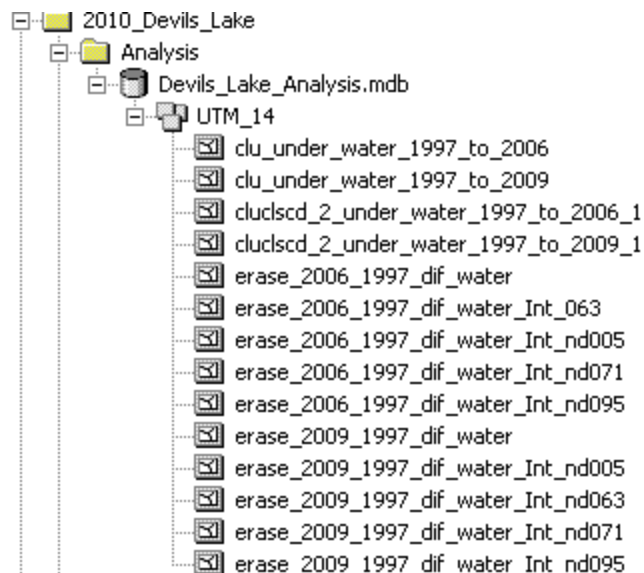 2010_Devils_Lake
Analysis
Devils_Lake_Analysis.mdb
UTM_14
clu_under_water_1997_to_2006
clu_under_water_1997_to_2009
cluclscd_2_under_water_1997_to_2006_1
cluclscd_2_under_water_1997_to_2009_1
erase_2006_1997_dif_water
erase_2006_1997_dif_water_Int_063
erase_2006_1997_dif_water_Int_nd005
erase_2006_1997_dif_water_Int_nd071
erase_2006_1997_dif_water_Int_nd095
erase_2009_1997_dif_water
erase_2009_1997_dif_water_Int_nd005
erase_2009_1997_dif_water_Int_nd063
erase_2009_1997_dif_water_Int_nd071
erase_2009_1997_dif_water_Int_nd095